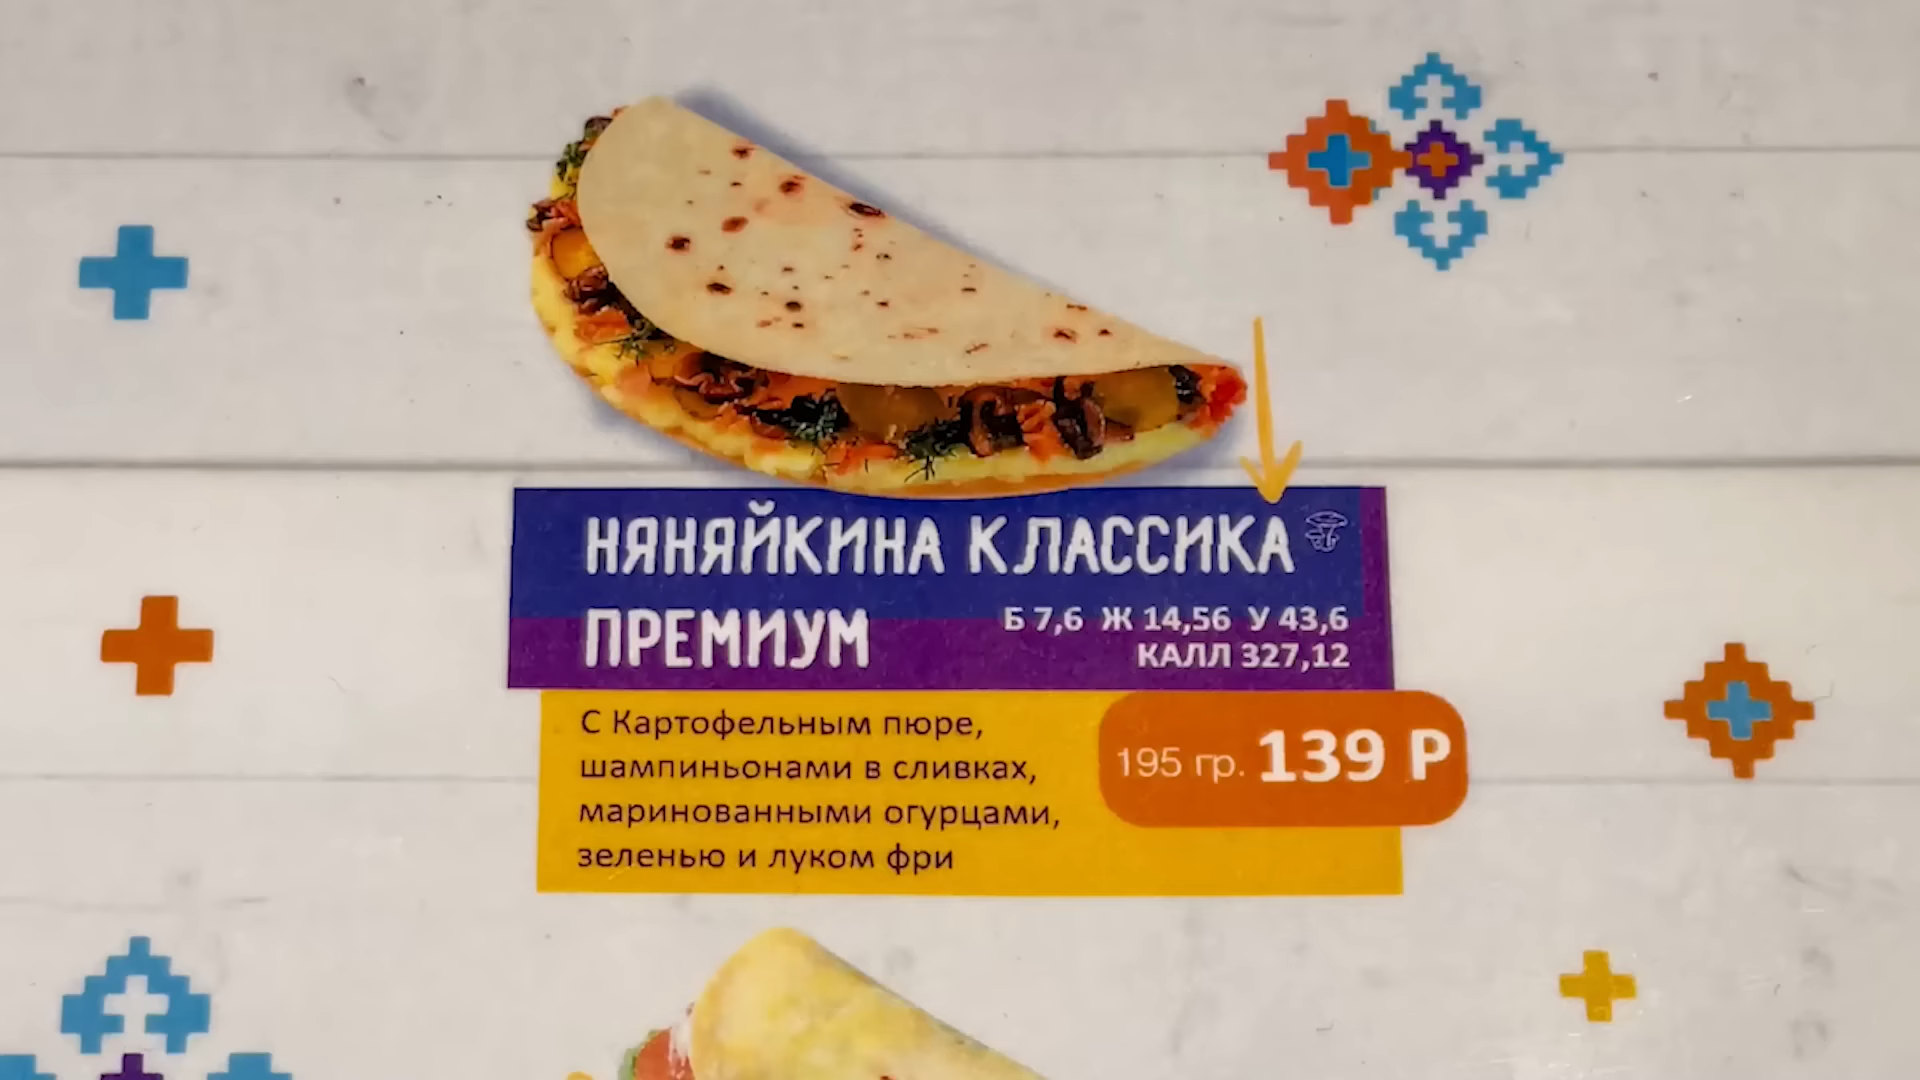 НЯНЯЙКИНА КЛАССИКА
ПРЕМИУМ
Б 7,6 Ж 14,56 У 43,6
КАЛЛ 327,12
С Картофельным пюре,
шампиньонами в сливках,
маринованными огурцами,
зеленью и луком фри
195 гр. 139 Р